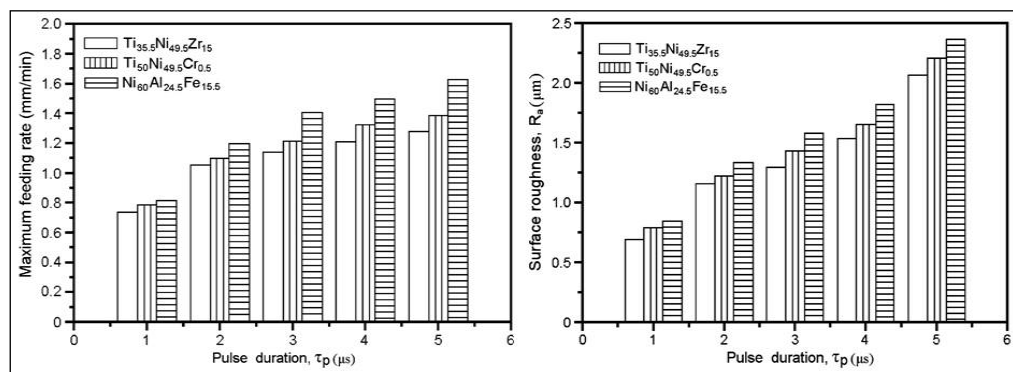 Maximum feeding rate (mm/min)
2.0
1.8
1.6
1.4
1.2
1.0
0.8
0.6
0.4
0.2
0.0
Ti35.5Ni49.5Zr15
Ti50Ni49.5Cr0.5
Ni60Al24.5Fe15.5
0 1 2 3 4 5 6
Pulse duration, τp (μs)
Surface roughness, Ra (μm)
2.5
2.0
1.5
1.0
0.5
0
Ti35.5Ni49.5Zr15
Ti50Ni49.5Cr0.5
Ni60Al24.5Fe15.5
0 1 2 3 4 5 6
Pulse duration, τp (μs)